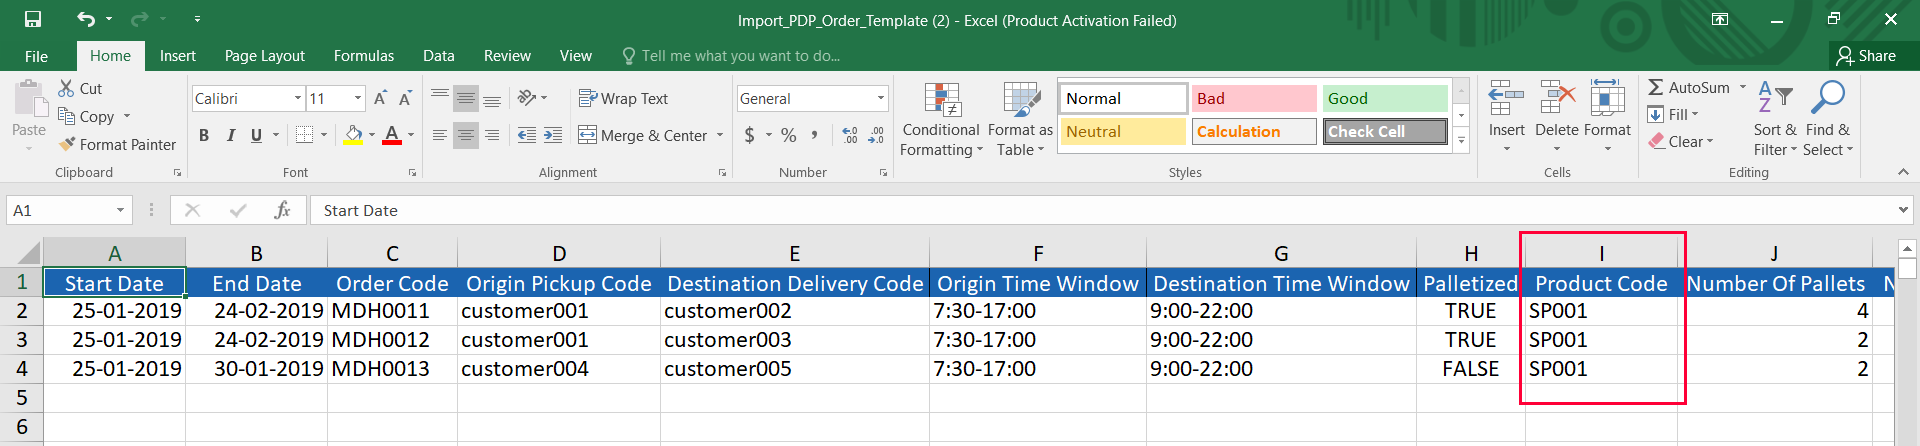 Import_PDP_Order_Template (2) - Excel (Product Activation Failed)
File Home Insert Page Layout Formulas Data Review View Tell me what you want to do... Share
Paste Cut Copy Format Painter Clipboard
Calibri 11 A A B I U A Font
Wrap Text Merge & Center Alignment
General $ % , .0 .00 .00 .0 Number
Conditional Formatting Format as Table
Normal Bad Good
Neutral Calculation Check Cell
Styles
Insert Delete Format Cells
AutoSum Fill Clear Sort & Filter Find & Select Editing
A1 fx Start Date
A B C D E F G H I J
1 Start Date End Date Order Code Origin Pickup Code Destination Delivery Code Origin Time Window Destination Time Window Palletized Product Code Number Of Pallets N
2 25-01-2019 24-02-2019 MDH0011 customer001 customer002 7:30-17:00 9:00-22:00 TRUE SP001 4
3 25-01-2019 24-02-2019 MDH0012 customer001 customer003 7:30-17:00 9:00-22:00 TRUE SP001 2
4 25-01-2019 30-01-2019 MDH0013 customer004 customer005 7:30-17:00 9:00-22:00 FALSE SP001 2
5
6